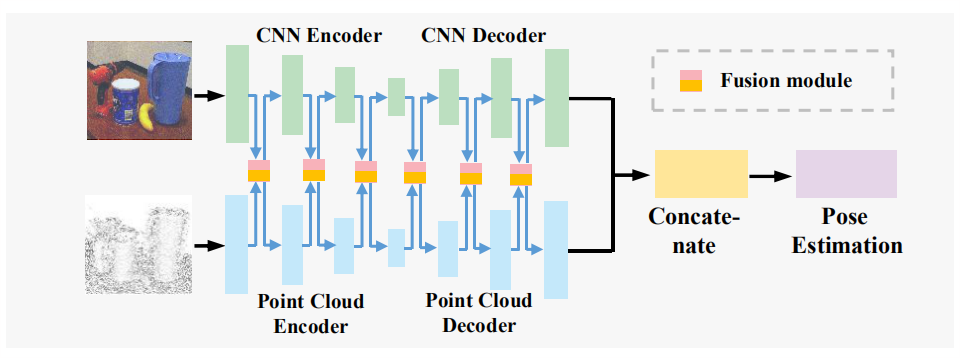 CNN Encoder
CNN Decoder
Fusion module
Concate-
nate
Pose
Estimation
Point Cloud
Encoder
Point Cloud
Decoder